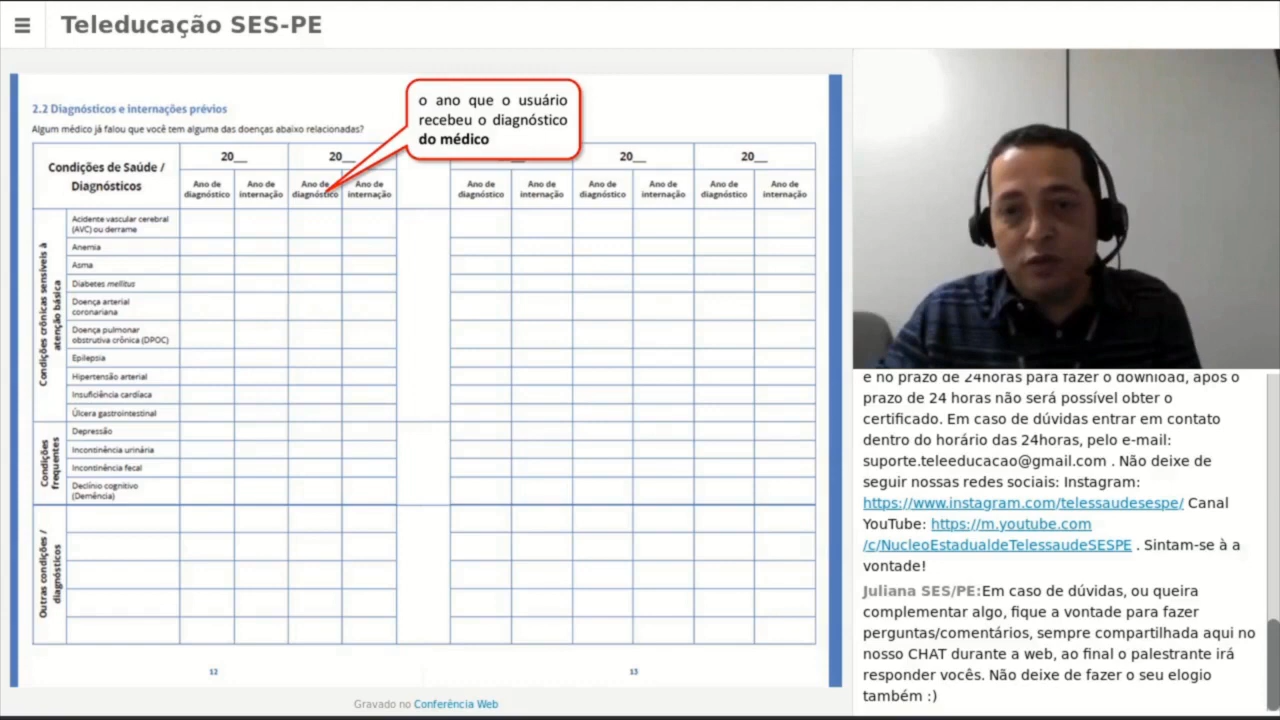 Teleducação SES-PE
2.2 Diagnósticos e internações prévios
Algum médico já falou que você tem alguma das doenças abaixo relacionadas?
o ano que o usuário
recebeu o diagnóstico
do médico
Condições de Saúde /
Diagnósticos
20__
20__
20__
20__
Ano de
diagnóstico
Ano de
internação
Ano de
diagnóstico
Ano de
internação
Ano de
diagnóstico
Ano de
internação
Ano de
diagnóstico
Ano de
internação
Ano de
diagnóstico
Ano de
internação
Condições crônicas sensíveis à
atenção básica
Acidente vascular cerebral
(AVC) ou derrame
Anemia
Asma
Diabetes mellitus
Doença arterial
coronariana
Doença pulmonar
obstrutiva crônica (DPOC)
Epilepsia
Hipertensão arterial
Insuficiência cardíaca
Úlcera gastrointestinal
Condições
frequentes
Depressão
Incontinência urinária
Incontinência fecal
Declínio cognitivo
(Demência)
Outras condições /
diagnósticos
12
13
Gravado no Conferência Web
e no prazo de 24horas para fazer o download, após o
prazo de 24 horas não será possível obter o
certificado. Em caso de dúvidas entrar em contato
dentro do horário das 24horas, pelo e-mail:
suporte.teleeducacao@gmail.com . Não deixe de
seguir nossas redes sociais: Instagram:
https://www.instagram.com/telessaudesespe/ Canal
YouTube: https://m.youtube.com
/c/NucleoEstadualdeTelessaudeSESPE . Sintam-se à a
vontade!
Juliana SES/PE:Em caso de dúvidas, ou queira
complementar algo, fique a vontade para fazer
perguntas/comentários, sempre compartilhada aqui no
nosso CHAT durante a web, ao final o palestrante irá
responder vocês. Não deixe de fazer o seu elogio
também :)